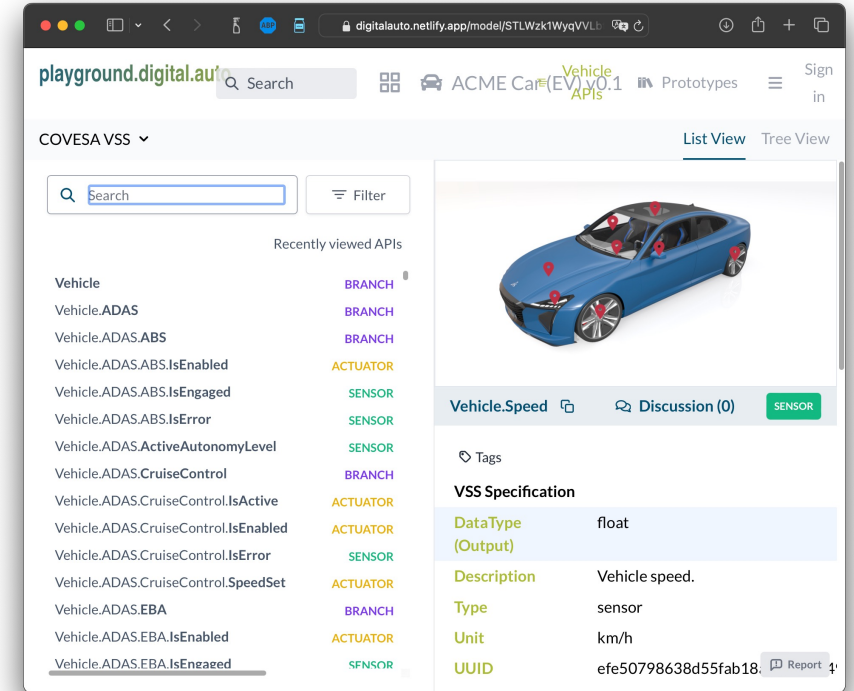 ABP
digitalauto.netlify.app/model/STLWzk1WyqVVLb
playground.digital.auto
Search
ACME Car (EV) v0.1
Vehicle APIs
Prototypes
Sign in
COVESA VSS
List View
Tree View
Search
Filter
Recently viewed APIs
Vehicle BRANCH
Vehicle.ADAS BRANCH
Vehicle.ADAS.ABS BRANCH
Vehicle.ADAS.ABS.IsEnabled ACTUATOR
Vehicle.ADAS.ABS.IsEngaged SENSOR
Vehicle.ADAS.ABS.IsError SENSOR
Vehicle.ADAS.ActiveAutonomyLevel SENSOR
Vehicle.ADAS.CruiseControl BRANCH
Vehicle.ADAS.CruiseControl.IsActive ACTUATOR
Vehicle.ADAS.CruiseControl.IsEnabled ACTUATOR
Vehicle.ADAS.CruiseControl.IsError SENSOR
Vehicle.ADAS.CruiseControl.SpeedSet ACTUATOR
Vehicle.ADAS.EBA BRANCH
Vehicle.ADAS.EBA.IsEnabled ACTUATOR
Vehicle.ADAS.EBA.IsEngaged SENSOR
Vehicle.Speed
Discussion (0)
SENSOR
Tags
VSS Specification
DataType (Output) float
Description Vehicle speed.
Type sensor
Unit km/h
UUID efe50798638d55fab18
Report